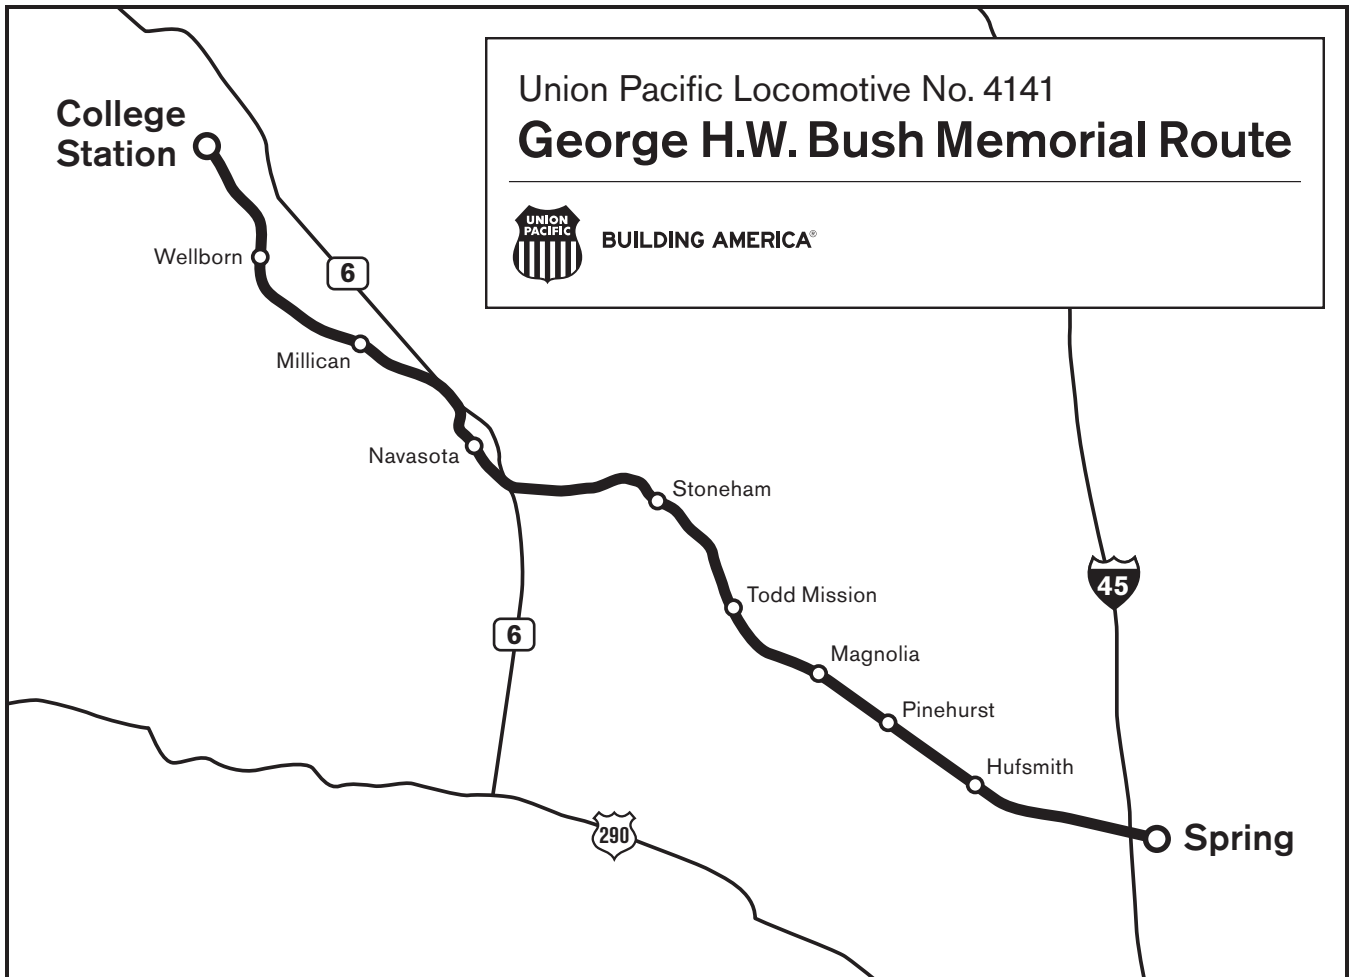 Union Pacific Locomotive No. 4141
George H.W. Bush Memorial Route
UNION
PACIFIC
BUILDING AMERICA®
College
Station
Wellborn
6
Millican
Navasota
Stoneham
45
Todd Mission
6
Magnolia
Pinehurst
Hufsmith
290
Spring